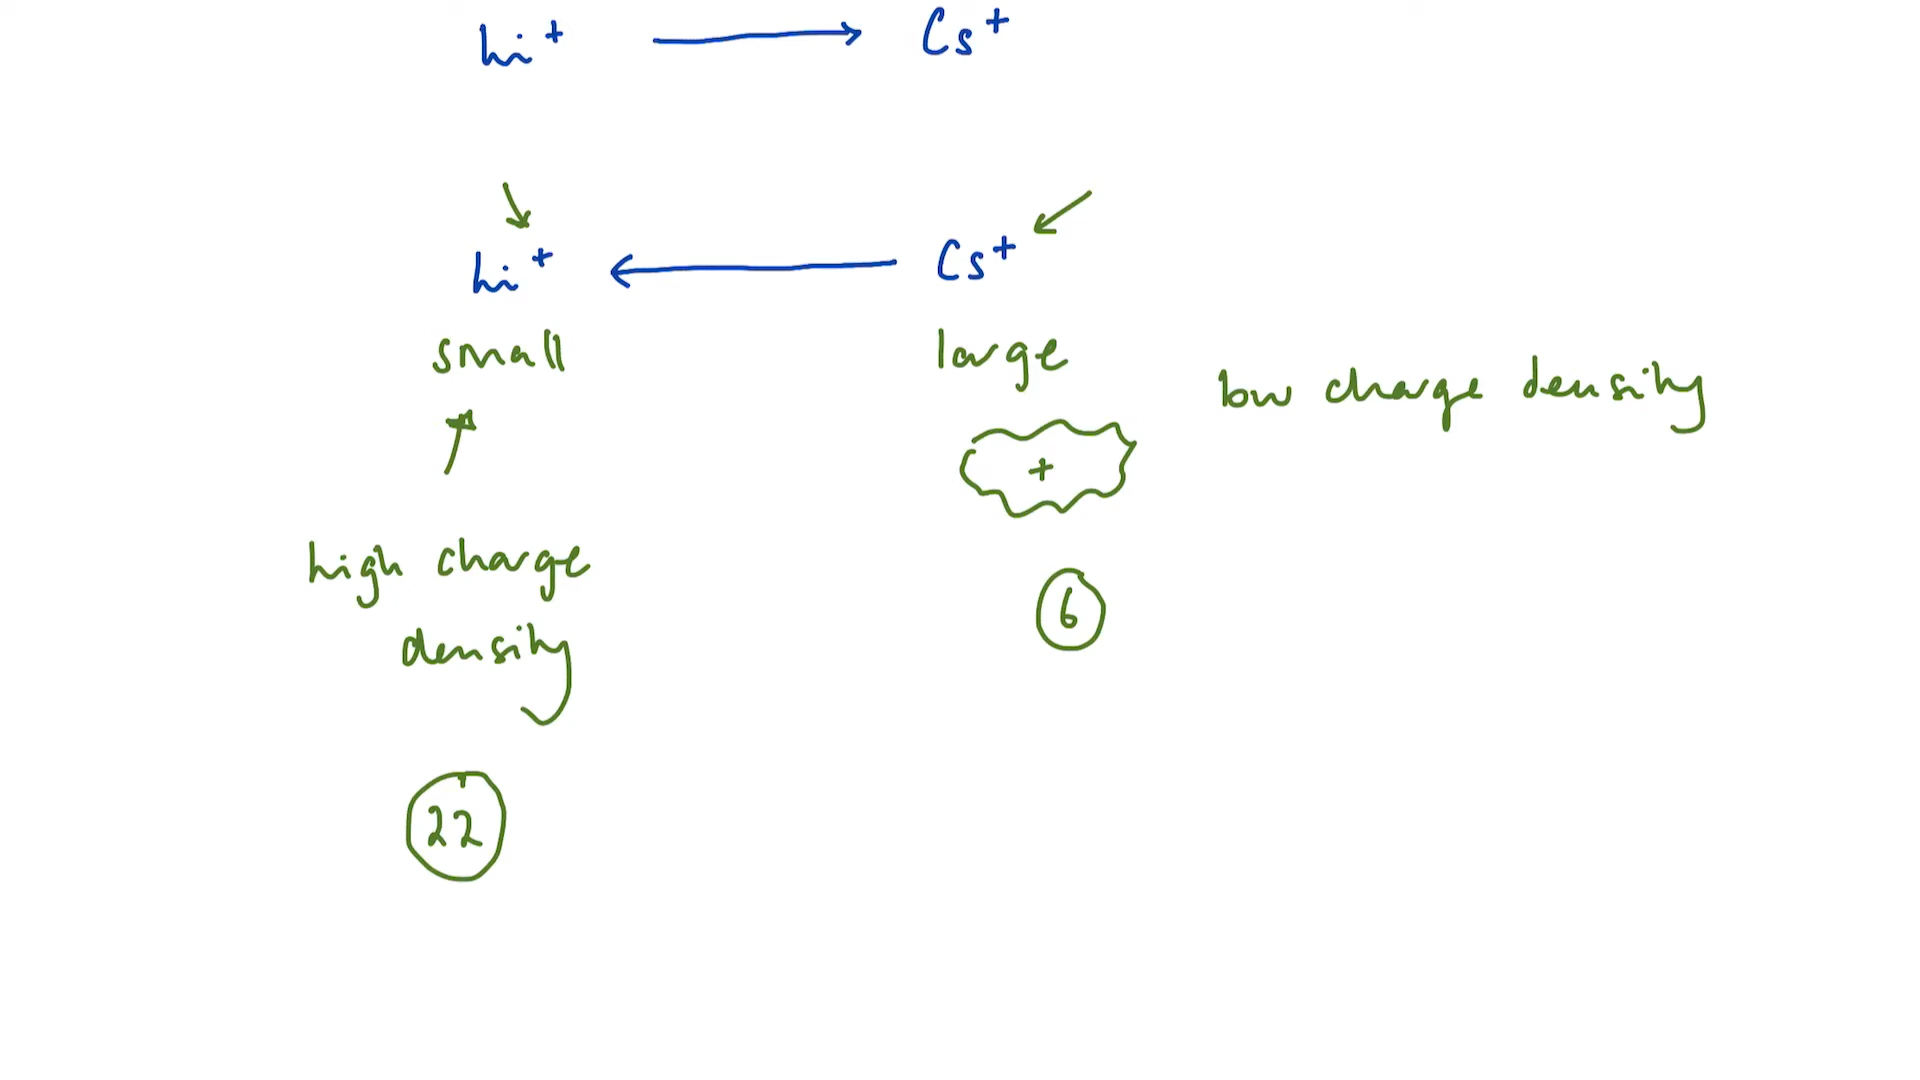 Li⁺ → Cs⁺
Li⁺ ← Cs⁺
small large
low charge density
+
high charge
density
6
22